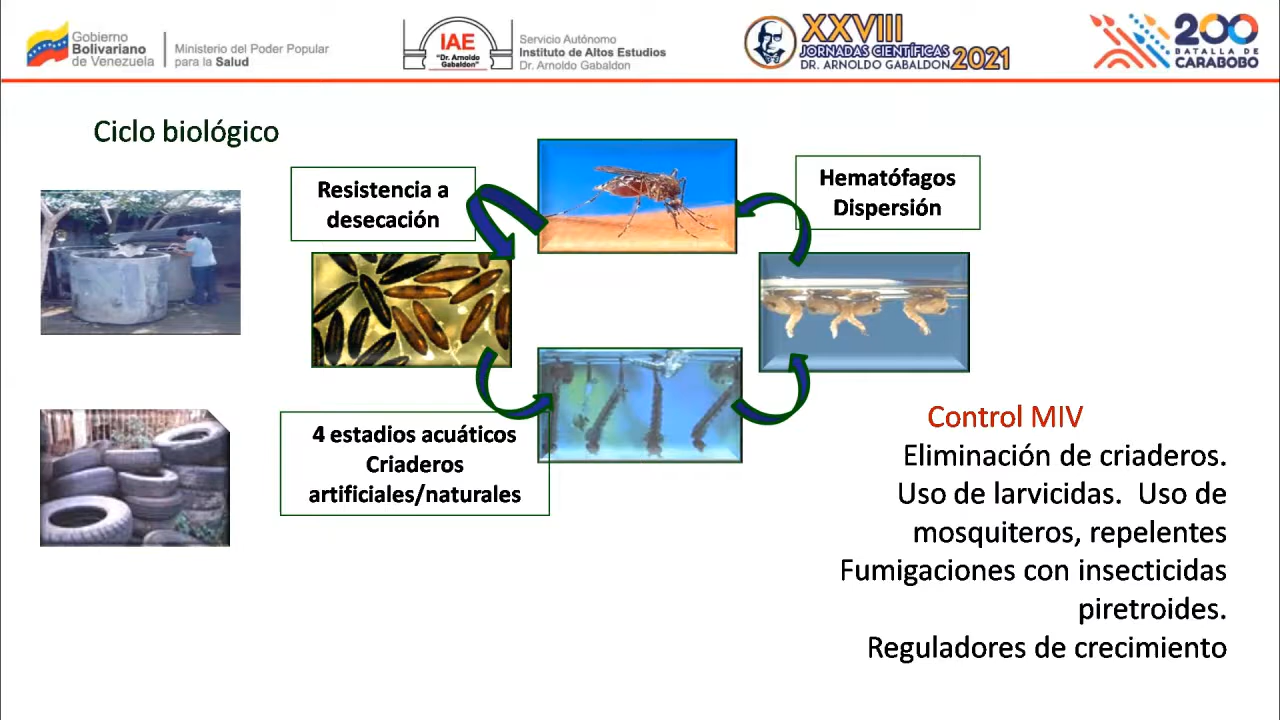 Gobierno
Bolivariano
de Venezuela
Ministerio del Poder Popular
para la Salud
IAE
"Dr. Arnoldo
Gabaldon"
Servicio Autónomo
Instituto de Altos Estudios
Dr. Arnoldo Gabaldon
XXVIII
JORNADAS CIENTÍFICAS
DR. ARNOLDO GABALDON 2021
200
BATALLA DE
CARABOBO
Ciclo biológico
Resistencia a
desecación
Hematófagos
Dispersión
4 estadios acuáticos
Criaderos
artificiales/naturales
Control MIV
Eliminación de criaderos.
Uso de larvicidas.  Uso de
mosquiteros, repelentes
Fumigaciones con insecticidas
piretroides.
Reguladores de crecimiento